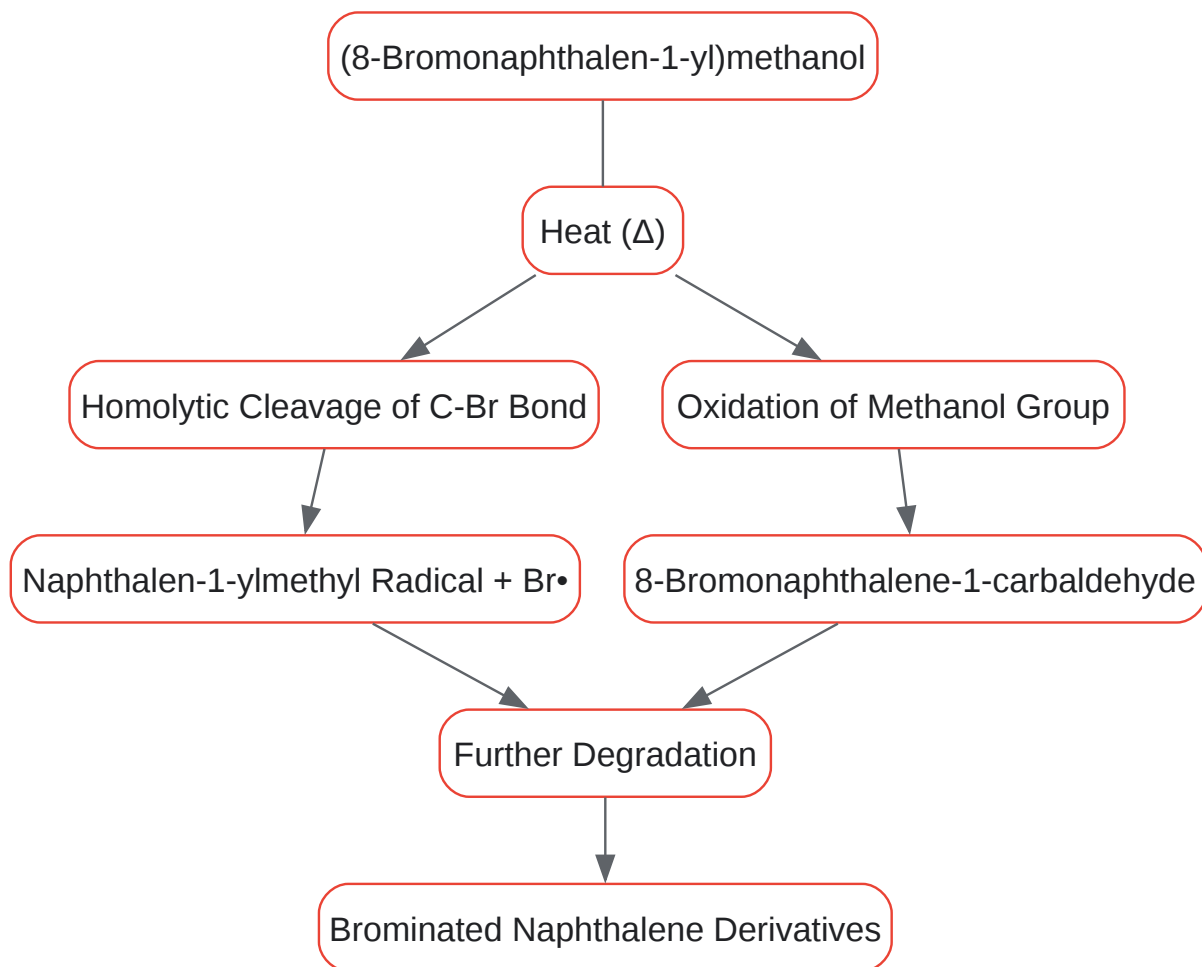 (8-Bromonaphthalen-1-yl)methanol
Heat (Δ)
Homolytic Cleavage of C-Br Bond
Oxidation of Methanol Group
Naphthalen-1-ylmethyl Radical + Br•
8-Bromonaphthalene-1-carbaldehyde
Further Degradation
Brominated Naphthalene Derivatives